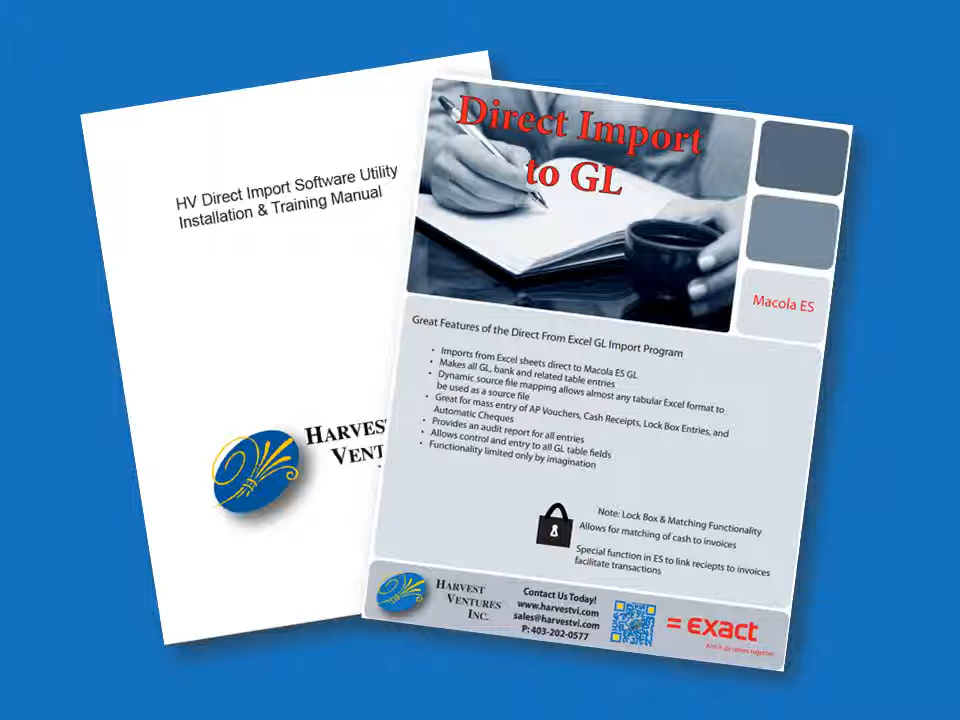 HV Direct Import Software Utility
Installation & Training Manual
HARVEST
VENT
Direct Import
to GL
Macola ES
Great Features of the Direct From Excel GL Import Program
• Imports from Excel sheets direct to Macola ES GL
• Makes all GL, bank and related table entries
• Dynamic source file mapping allows almost any tabular Excel format to
be used as a source file
• Great for mass entry of AP Vouchers, Cash Receipts, Lock Box Entries, and
Automatic Cheques
• Provides an audit report for all entries
• Allows control and entry to all GL table fields
• Functionality limited only by imagination
Note: Lock Box & Matching Functionality
Allows for matching of cash to invoices
Special function in ES to link reciepts to invoices
facilitate transactions
HARVEST
VENTURES
INC.
Contact Us Today!
www.harvestvi.com
sales@harvestvi.com
P: 403-202-0577
= EXACT
And it all comes together.